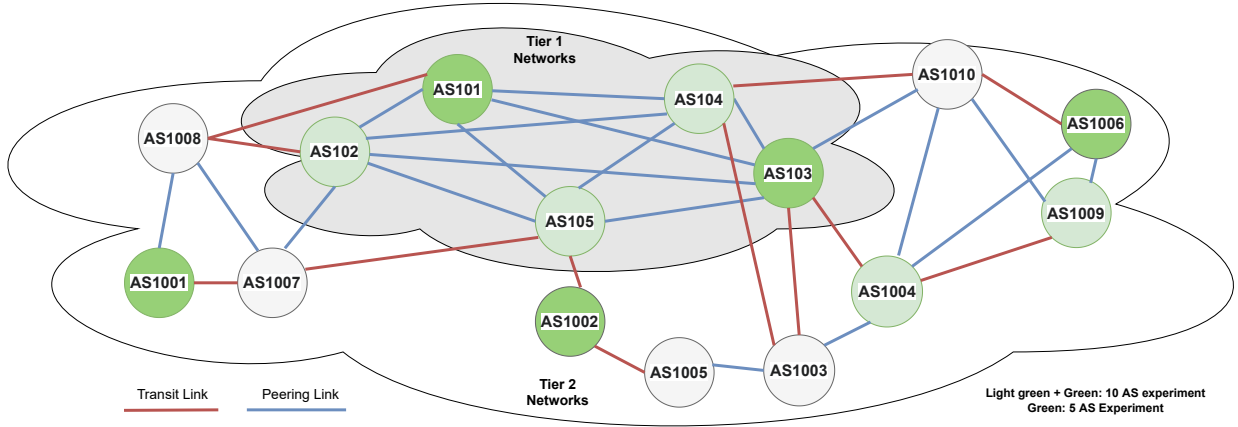 Tier 1
Networks
AS101
AS104
AS1010
AS1008
AS102
AS1006
AS103
AS105
AS1009
AS1001
AS1007
AS1004
AS1002
AS1005
AS1003
Tier 2
Networks
Transit Link
Peering Link
Light green + Green: 10 AS experiment
Green: 5 AS Experiment